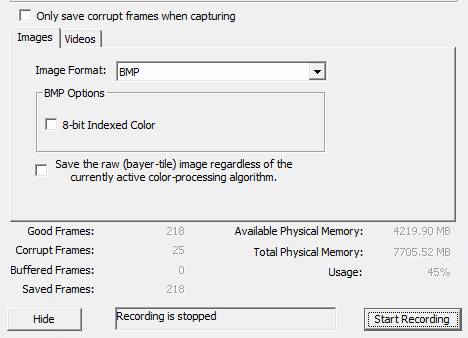 Only save corrupt frames when capturing
Images Videos
Image Format: BMP
BMP Options
8-bit Indexed Color
Save the raw (bayer-tile) image regardless of the
currently active color-processing algorithm.
Good Frames: 218 Available Physical Memory: 4219.90 MB
Corrupt Frames: 25 Total Physical Memory: 7705.52 MB
Buffered Frames: 0 Usage: 45%
Saved Frames: 218
Hide Recording is stopped Start Recording